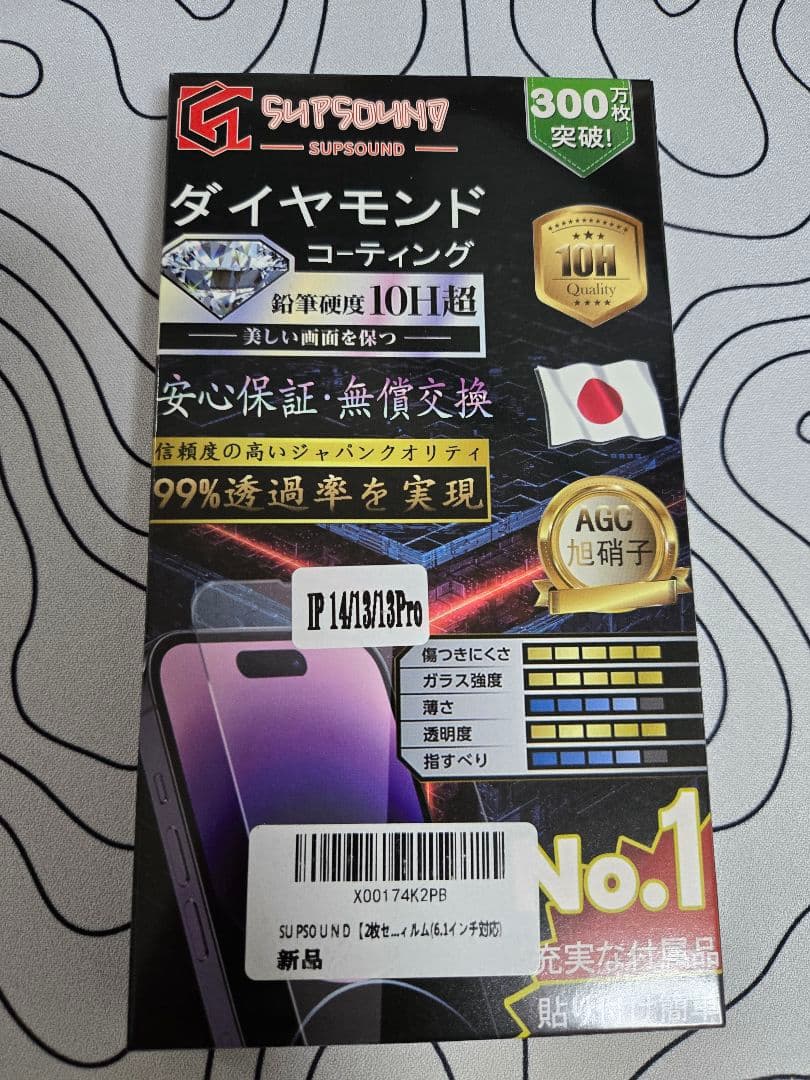 SUPSOUND
SUPSOUND
300万枚
突破!
ダイヤモンド
コーティング
鉛筆硬度10H超
美しい画面を保つ
10H
Quality
安心保証・無償交換
信頼度の高いジャパンクオリティ
99%透過率を実現
AGC
旭硝子
IP 14/13/13Pro
傷つきにくさ
ガラス強度
薄さ
透明度
指すべり
No.1
X00174K2PB
SUPSOUND【2枚セ...ィルム(6.1インチ対応)
新品
充実な付属品
貼り付け簡単